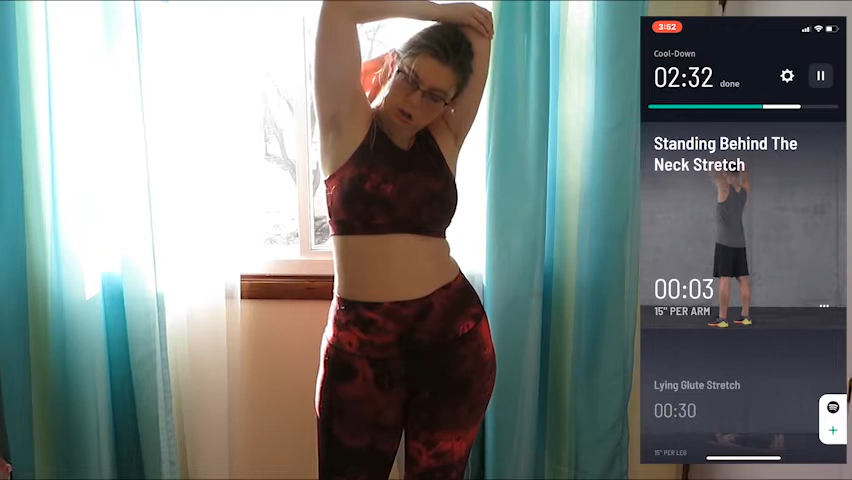 3:52
Cool-Down
02:32 done
Standing Behind The
Neck Stretch
00:03
15" PER ARM
Lying Glute Stretch
00:30
15" PER LEG